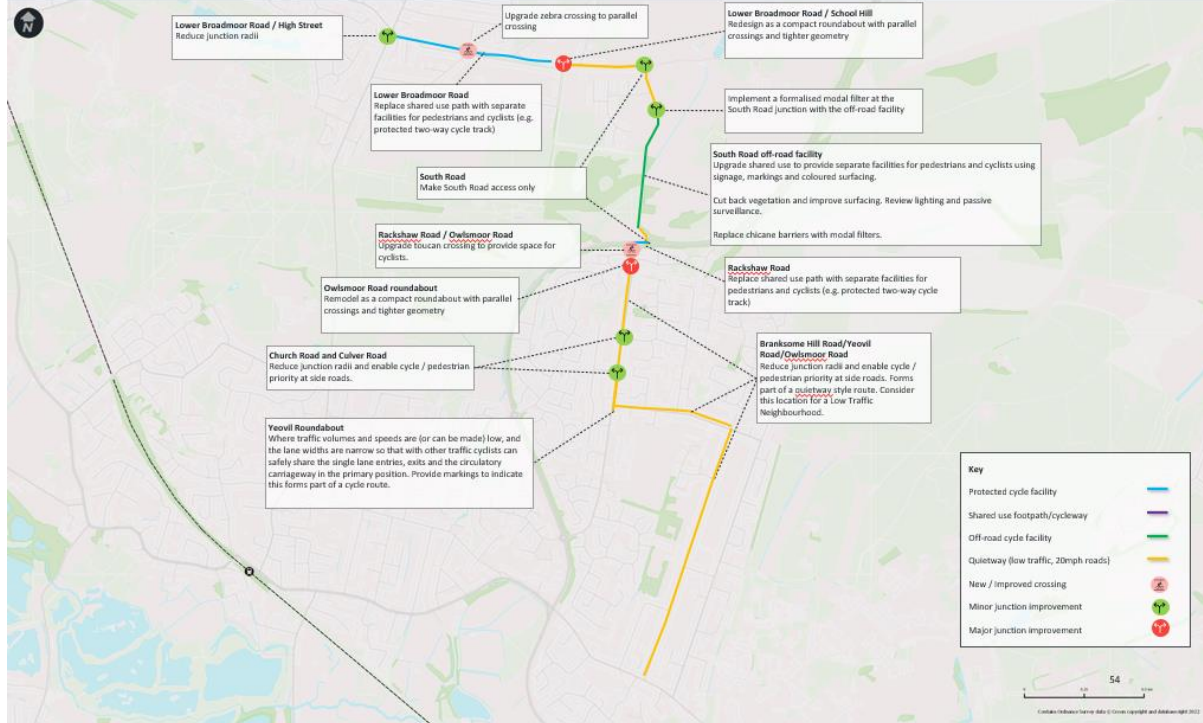 N
Lower Broadmoor Road / High Street
Reduce junction radii
Upgrade zebra crossing to parallel
crossing
Lower Broadmoor Road / School Hill
Redesign as a compact roundabout with parallel
crossings and tighter geometry
Lower Broadmoor Road
Replace shared use path with separate
facilities for pedestrians and cyclists (e.g.
protected two-way cycle track)
Implement a formalised modal filter at the
South Road junction with the off-road facility
South Road
Make South Road access only
South Road off-road facility
Upgrade shared use to provide separate facilities for pedestrians and cyclists using
signage, markings and coloured surfacing.
Cut back vegetation and improve surfacing. Review lighting and passive
surveillance.
Replace chicane barriers with modal filters.
Rackshaw Road / Owlsmoor Road
Upgrade toucan crossing to provide space for
cyclists.
Rackshaw Road
Replace shared use path with separate facilities for
pedestrians and cyclists (e.g. protected two-way cycle
track)
Owlsmoor Road roundabout
Remodel as a compact roundabout with parallel
crossings and tighter geometry
Church Road and Culver Road
Reduce junction radii and enable cycle / pedestrian
priority at side roads.
Branksome Hill Road/Yeovil
Road/Owlsmoor Road
Reduce junction radii and enable cycle /
pedestrian priority at side roads. Forms
part of a quietway style route. Consider
this location for a Low Traffic
Neighbourhood.
Yeovil Roundabout
Where traffic volumes and speeds are (or can be made) low, and
the lane widths are narrow so that with other traffic cyclists can
safely share the single lane entries, exits and the circulatory
carriageway in the primary position. Provide markings to indicate
this forms part of a cycle route.
Key
Protected cycle facility
Shared use footpath/cycleway
Off-road cycle facility
Quietway (low traffic, 20mph roads)
New / Improved crossing
Minor junction improvement
Major junction improvement
54
Contains Ordnance Survey data © Crown copyright and database right